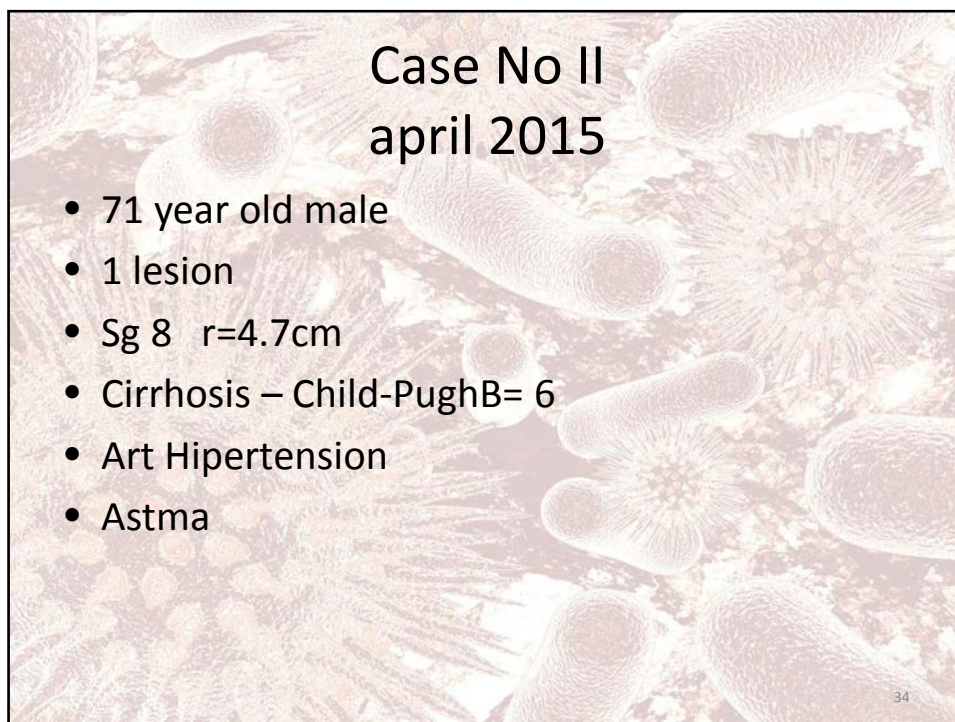 Case No II
april 2015
• 71 year old male
• 1 lesion
• Sg 8 r=4.7cm
• Cirrhosis – Child-PughB= 6
• Art Hipertension
• Astma
34